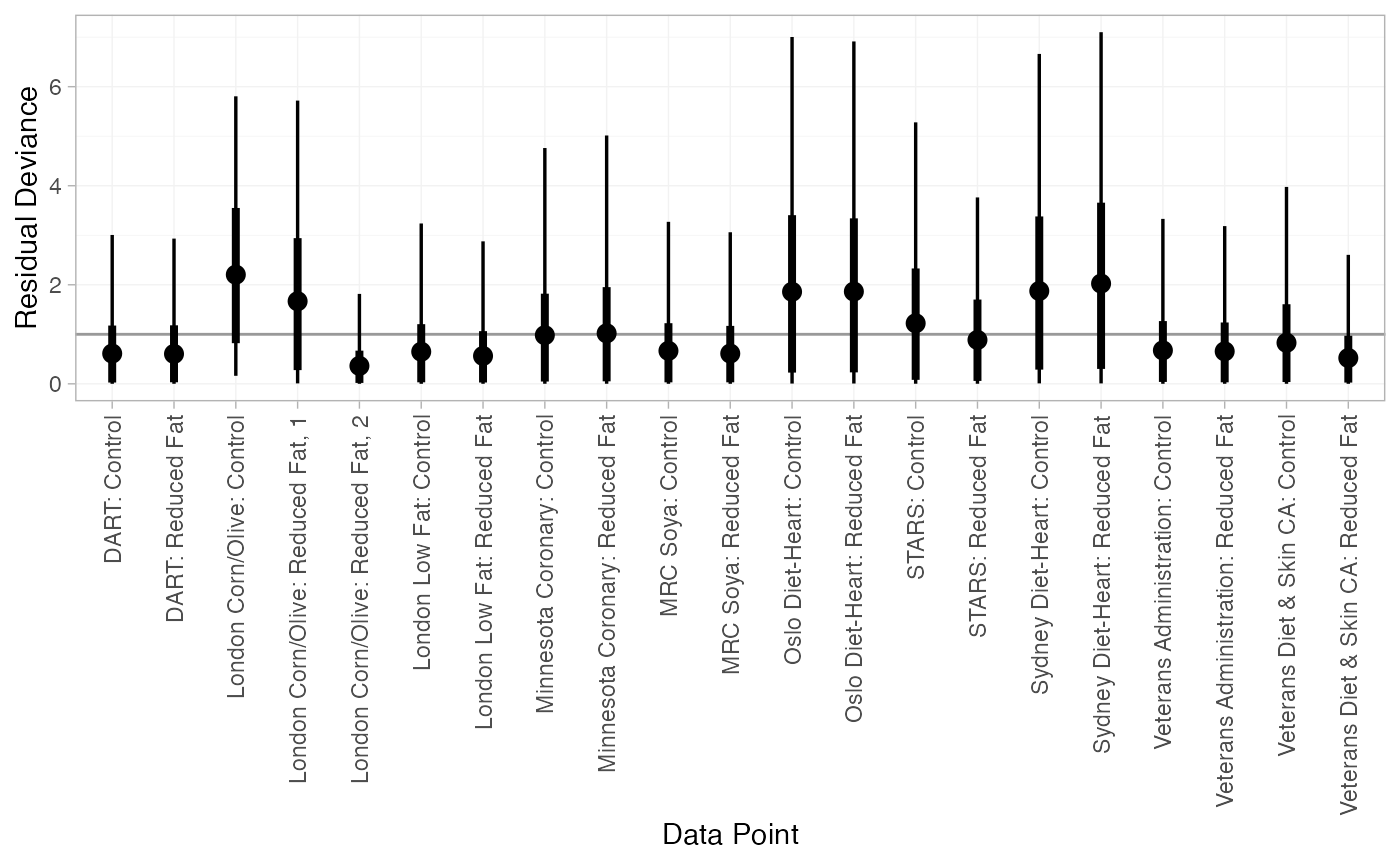 Residual Deviance
6
4
2
0
DART: Control
DART: Reduced Fat
London Corn/Olive: Control
London Corn/Olive: Reduced Fat, 1
London Corn/Olive: Reduced Fat, 2
London Low Fat: Control
London Low Fat: Reduced Fat
Minnesota Coronary: Control
Minnesota Coronary: Reduced Fat
MRC Soya: Control
MRC Soya: Reduced Fat
Oslo Diet-Heart: Control
Oslo Diet-Heart: Reduced Fat
STARS: Control
STARS: Reduced Fat
Sydney Diet-Heart: Control
Sydney Diet-Heart: Reduced Fat
Veterans Administration: Control
Veterans Administration: Reduced Fat
Veterans Diet & Skin CA: Control
Veterans Diet & Skin CA: Reduced Fat
Data Point